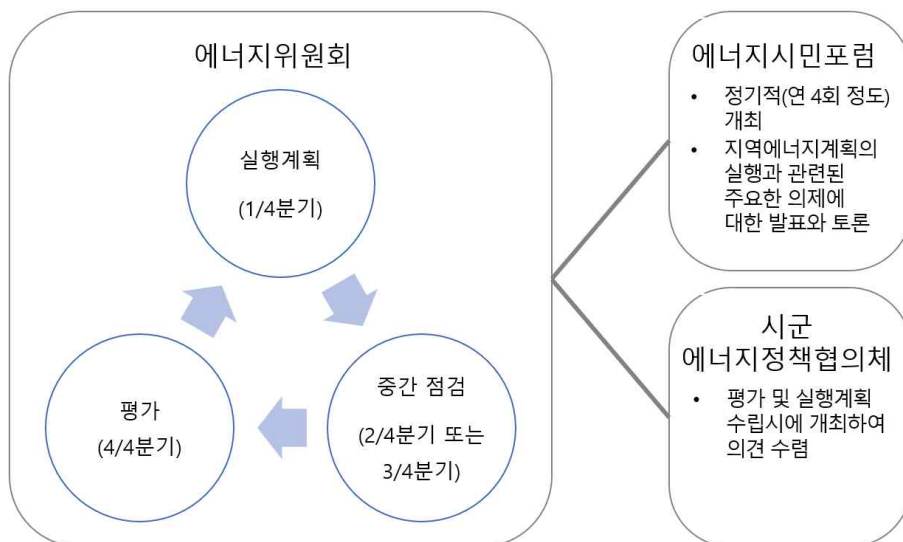 에너지위원회
실행계획
(1/4분기)
중간 점검
(2/4분기 또는
3/4분기)
평가
(4/4분기)
에너지시민포럼
• 정기적(연 4회 정도)
개최
• 지역에너지계획의
실행과 관련된
주요한 의제에
대한 발표와 토론
시군
에너지정책협의체
• 평가 및 실행계획
수립시에 개최하여
의견 수렴